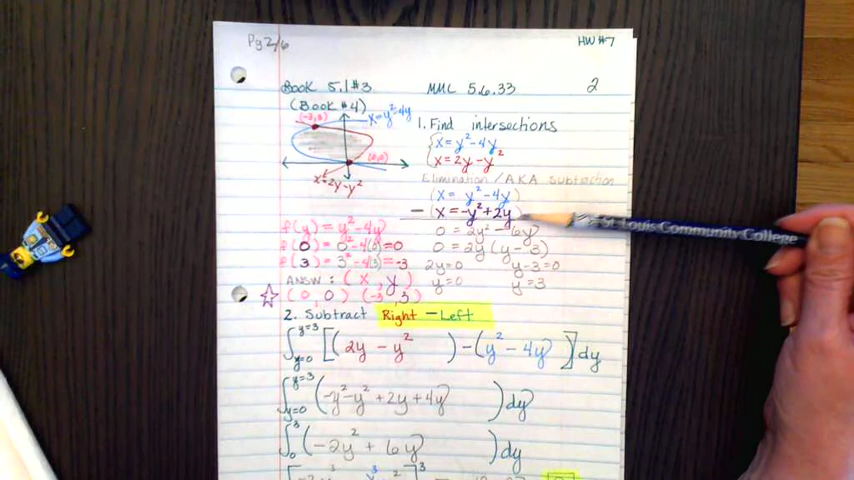 Pg 2/6
HW #7
Book 5.1 #3
MML 5.6.33
2
(Book #4)
(-3,3)
x=y²-4y
(0,0)
x=2y-y²
1. Find intersections
x=y²-4y
x=2y-y²
Elimination/AKA Subtraction
(x= y²-4y)
-(x=-y²+2y)
0=2y²-6y
0=2y(y-3)
2y=0 y-3=0
y=0 y=3
f(y)=y²-4y
f(0)=0²-4(0)=0
f(3)=3²-4(3)=-3
ANSW: (x, y)
(0,0) (-3,3)
2. Subtract Right - Left
∫ y=3 y=0 [(2y-y²)-(y²-4y)]dy
∫ y=3 y=0 (-y²-y²+2y+4y)dy
∫ 3 0 (-2y²+6y)dy
St. Louis Community College